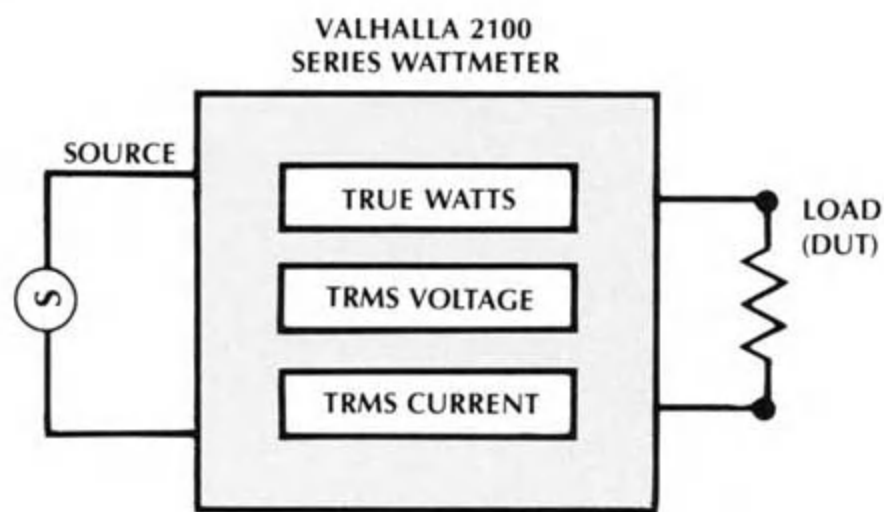 VALHALLA 2100
SERIES WATTMETER
SOURCE
TRUE WATTS
LOAD
(DUT)
TRMS VOLTAGE
S
TRMS CURRENT